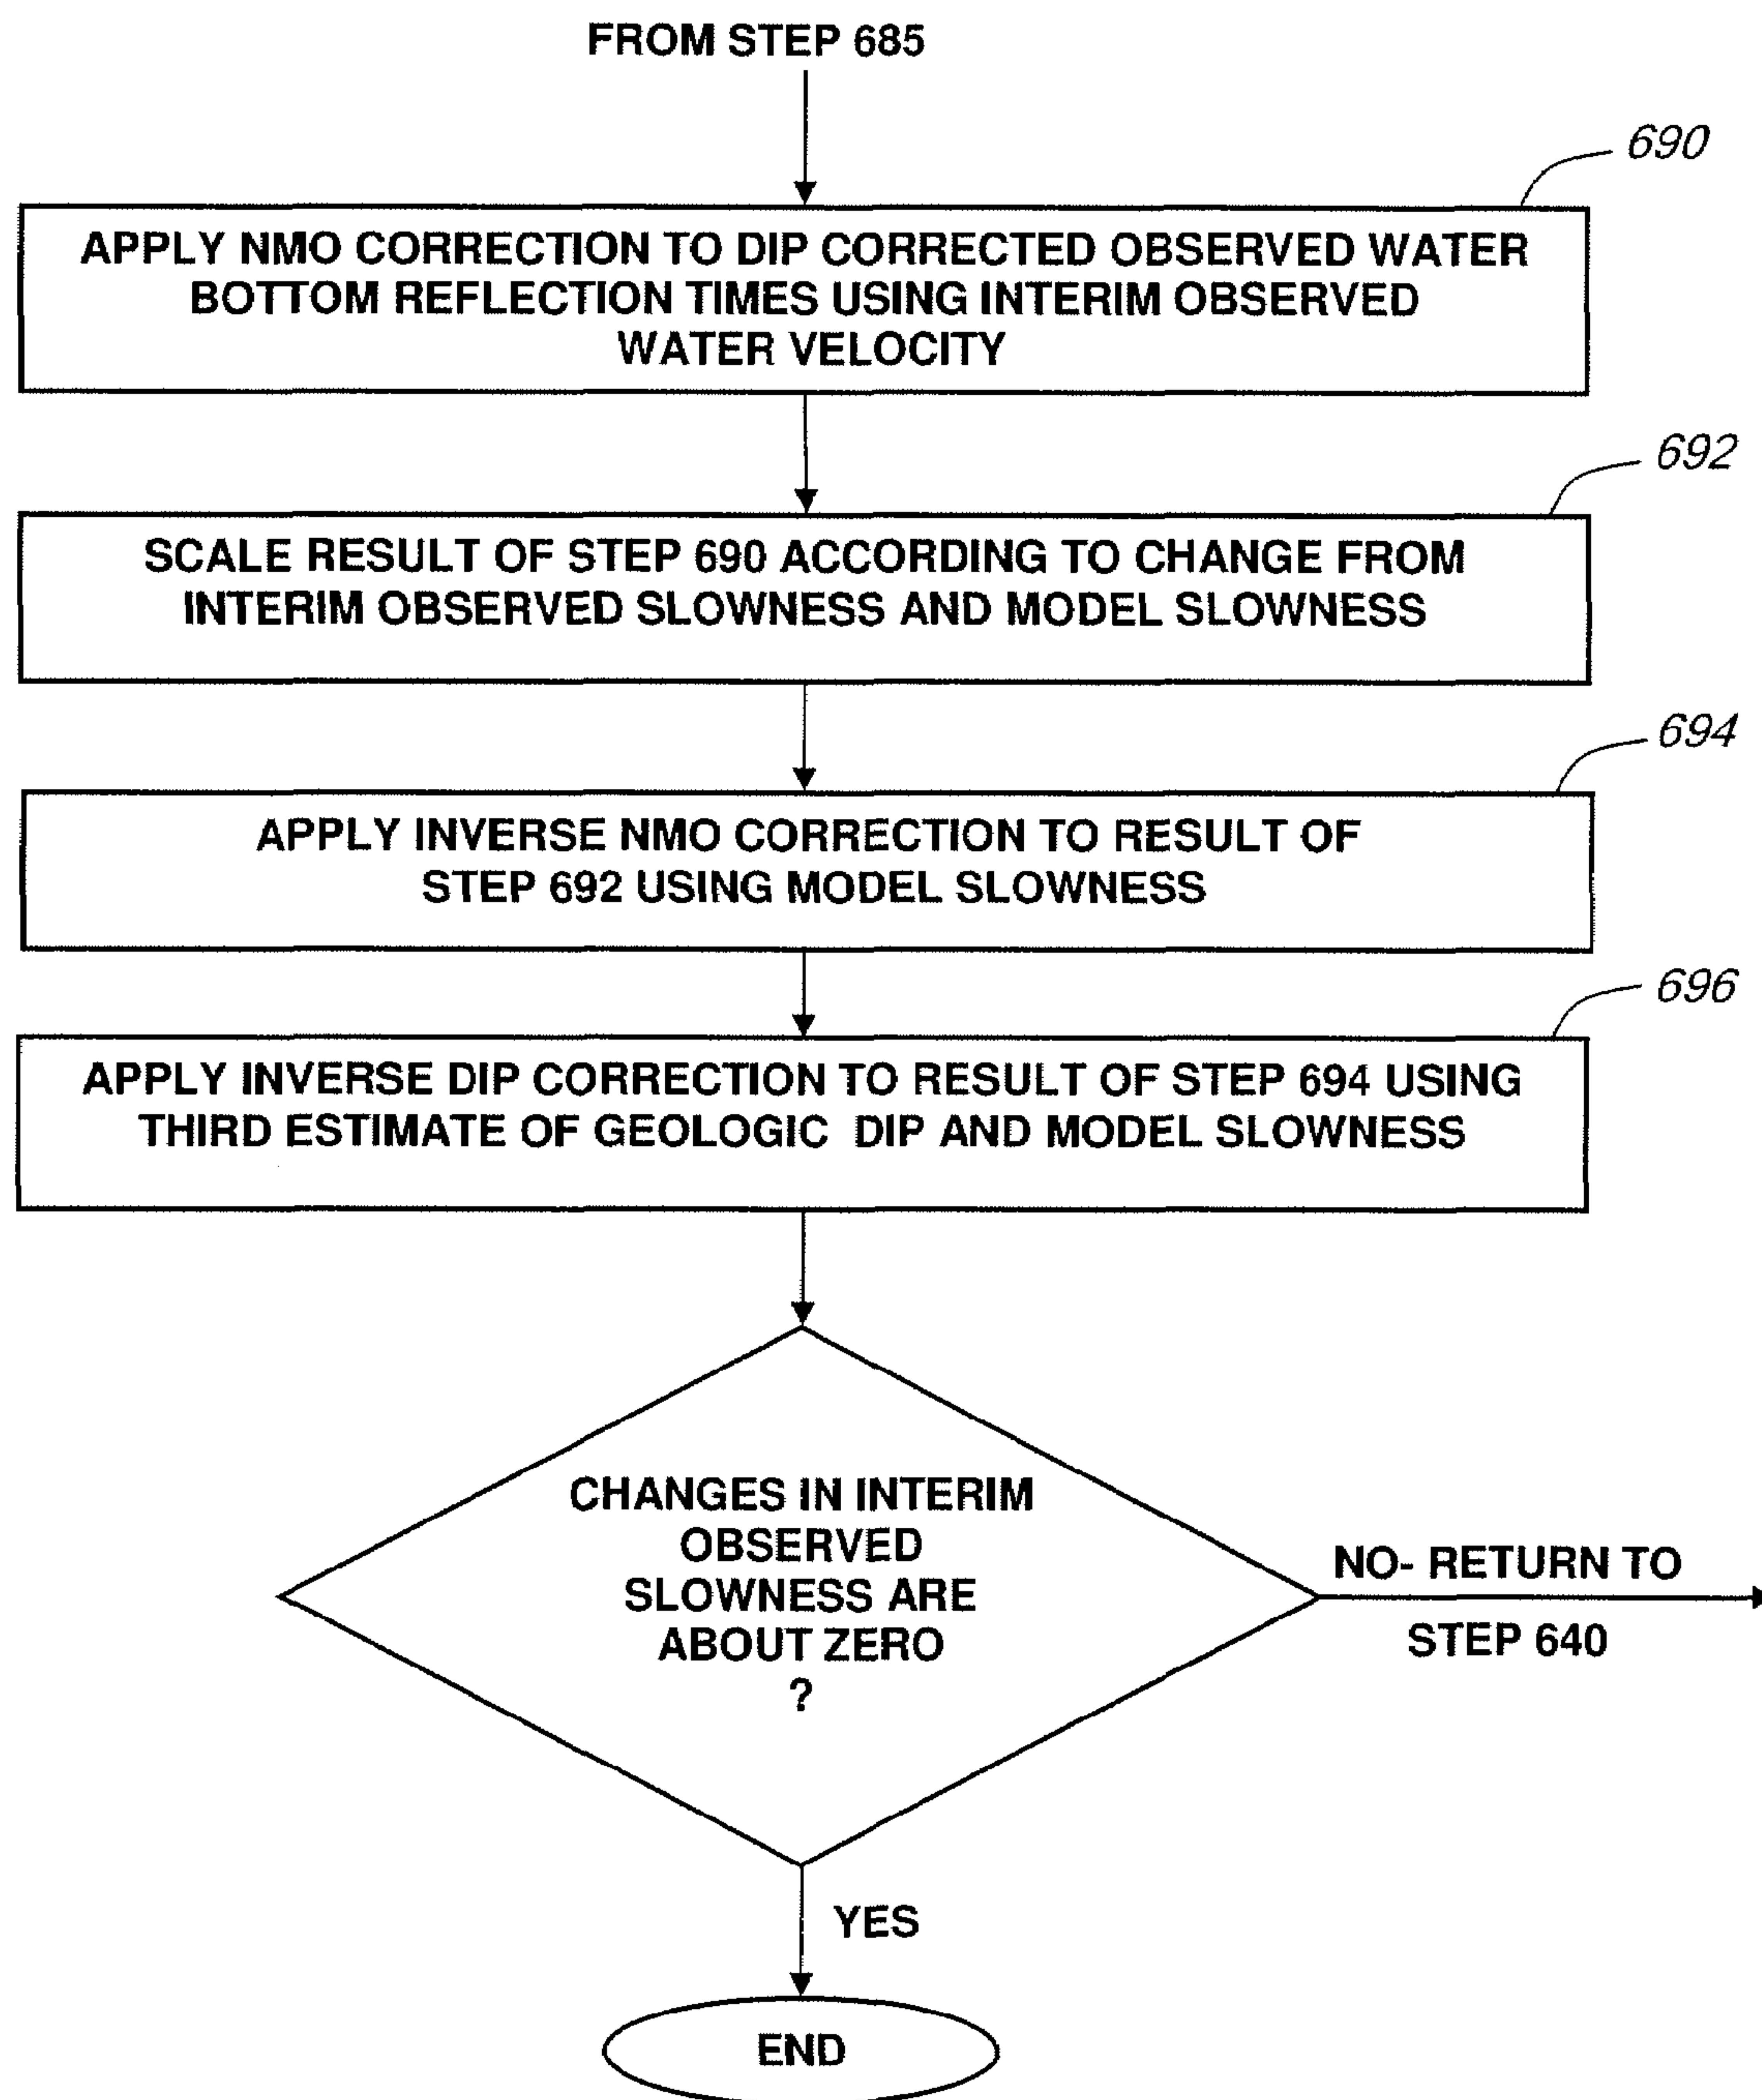 FROM STEP 685
690
APPLY NMO CORRECTION TO DIP CORRECTED OBSERVED WATER
BOTTOM REFLECTION TIMES USING INTERIM OBSERVED
WATER VELOCITY
692
SCALE RESULT OF STEP 690 ACCORDING TO CHANGE FROM
INTERIM OBSERVED SLOWNESS AND MODEL SLOWNESS
694
APPLY INVERSE NMO CORRECTION TO RESULT OF
STEP 692 USING MODEL SLOWNESS
696
APPLY INVERSE DIP CORRECTION TO RESULT OF STEP 694 USING
THIRD ESTIMATE OF GEOLOGIC DIP AND MODEL SLOWNESS
CHANGES IN INTERIM
OBSERVED
SLOWNESS ARE
ABOUT ZERO
?
NO- RETURN TO
STEP 640
YES
END